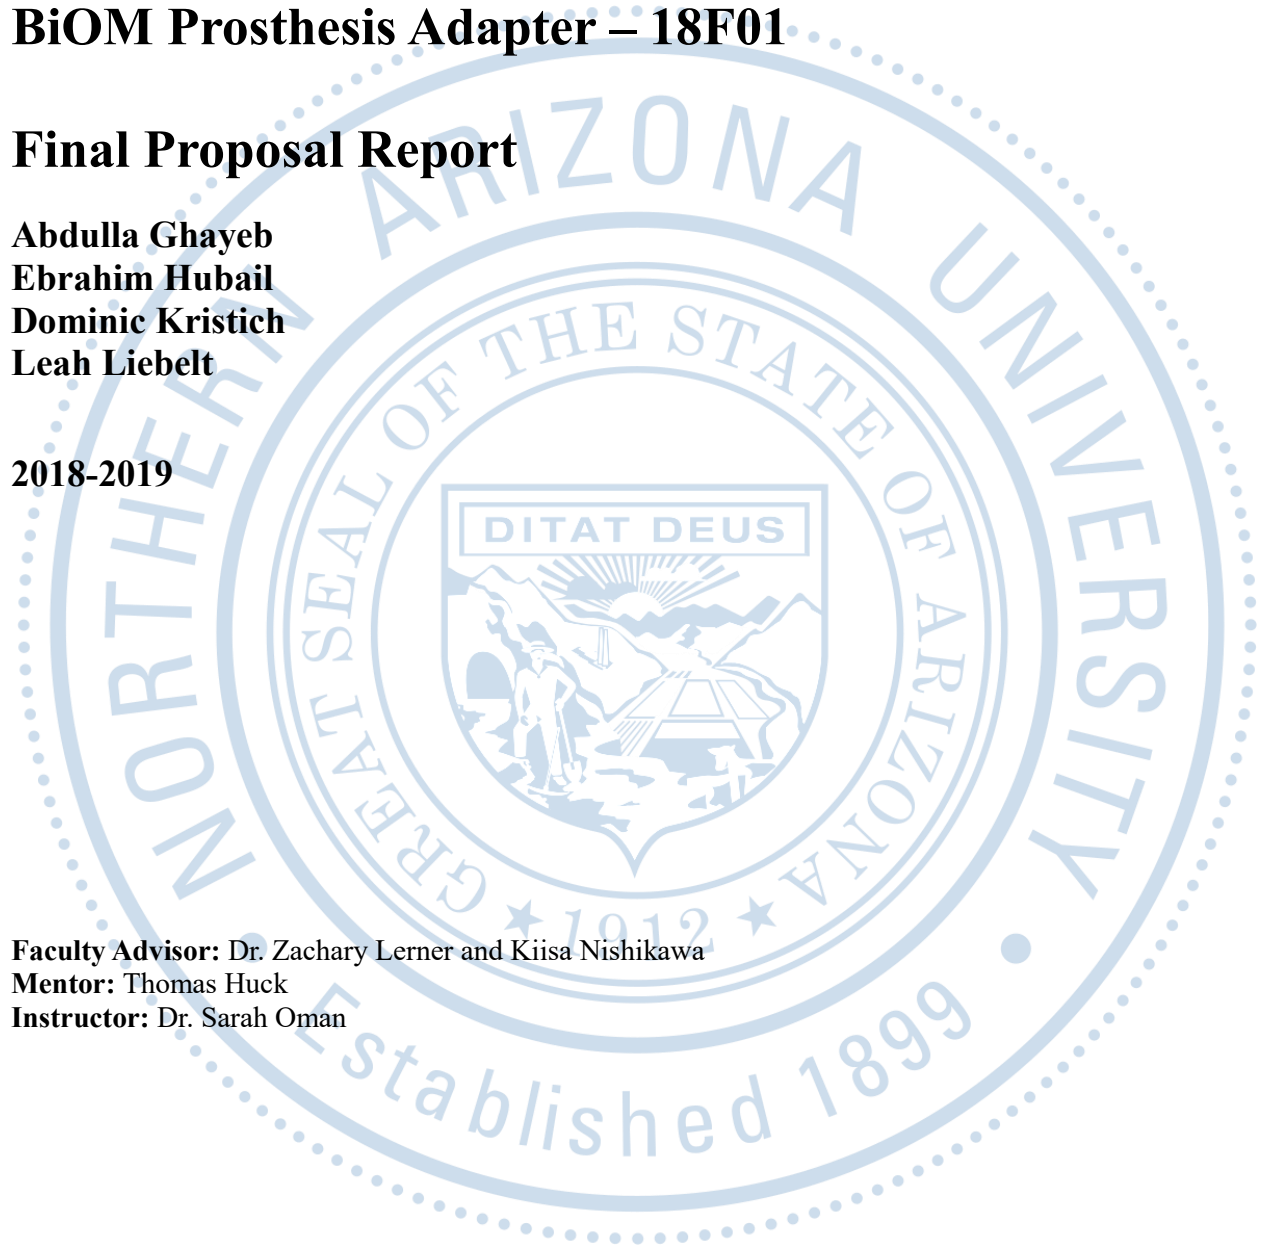 BiOM Prosthesis Adapter – 18F01
Final Proposal Report
Abdulla Ghayeb
Ebrahim Hubail
Dominic Kristich
Leah Liebelt
2018-2019
Faculty Advisor: Dr. Zachary Lerner and Kiisa Nishikawa
Mentor: Thomas Huck
Instructor: Dr. Sarah Oman
NORTHERN ARIZONA UNIVERSITY
• Established 1899 •
GREAT SEAL OF THE STATE OF ARIZONA
★ 1912 ★
DITAT DEUS